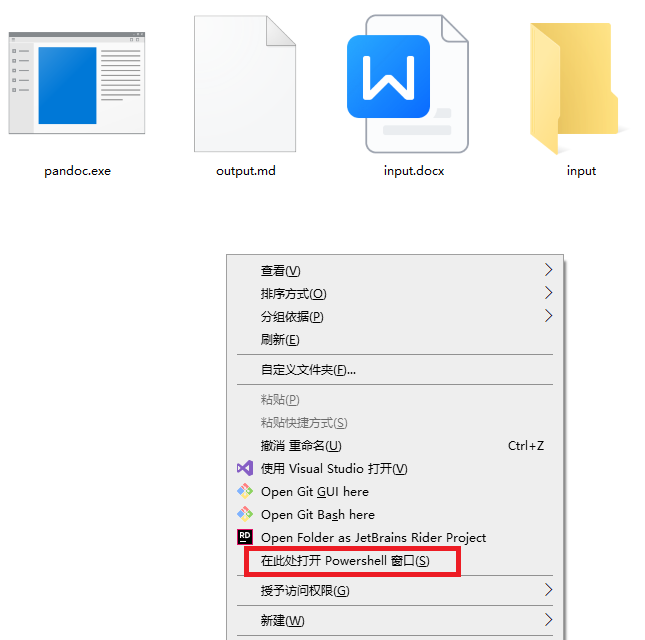 pandoc.exe
output.md
input.docx
input
查看(V)
排序方式(O)
分组依据(P)
刷新(E)
自定义文件夹(F)...
粘贴(P)
粘贴快捷方式(S)
撤消 重命名(U) Ctrl+Z
使用 Visual Studio 打开(V)
Open Git GUI here
Open Git Bash here
RD Open Folder as JetBrains Rider Project
在此处打开 Powershell 窗口(S)
授予访问权限(G)
新建(W)